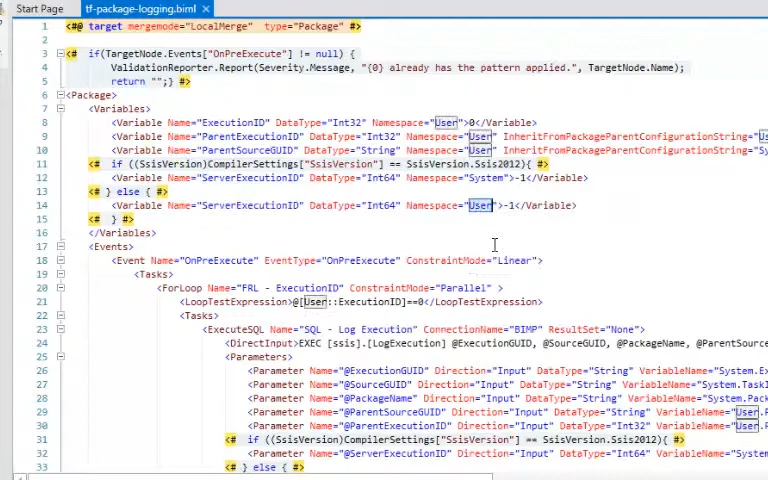 Start Page
tf-package-logging.biml ×
1 <#@ target mergemode="LocalMerge" type="Package" #>
2
3 <# if(TargetNode.Events["OnPreExecute"] != null) {
4 ValidationReporter.Report(Severity.Message, "{0} already has the pattern applied.", TargetNode.Name);
5 return "";} #>
6 <Package>
7 <Variables>
8 <Variable Name="ExecutionID" DataType="Int32" Namespace="User">0</Variable>
9 <Variable Name="ParentExecutionID" DataType="Int32" Namespace="User" InheritFromPackageParentConfigurationString="Us
10 <Variable Name="ParentSourceGUID" DataType="String" Namespace="User" InheritFromPackageParentConfigurationString="Sy
11 <# if ((SsisVersion)CompilerSettings["SsisVersion"] == SsisVersion.Ssis2012){ #>
12 <Variable Name="ServerExecutionID" DataType="Int64" Namespace="System">-1</Variable>
13 <# } else { #>
14 <Variable Name="ServerExecutionID" DataType="Int64" Namespace="User">-1</Variable>
15 <# } #>
16 </Variables>
17 <Events>
18 <Event Name="OnPreExecute" EventType="OnPreExecute" ConstraintMode="Linear">
19 <Tasks>
20 <ForLoop Name="FRL - ExecutionID" ConstraintMode="Parallel" >
21 <LoopTestExpression>@[User::ExecutionID]==0</LoopTestExpression>
22 <Tasks>
23 <ExecuteSQL Name="SQL - Log Execution" ConnectionName="BIMP" ResultSet="None">
24 <DirectInput>EXEC [ssis].[LogExecution] @ExecutionGUID, @SourceGUID, @PackageName, @ParentSource
25 <Parameters>
26 <Parameter Name="@ExecutionGUID" Direction="Input" DataType="String" VariableName="System.Ex
27 <Parameter Name="@SourceGUID" Direction="Input" DataType="String" VariableName="System.TaskI
28 <Parameter Name="@PackageName" Direction="Input" DataType="String" VariableName="System.Pack
29 <Parameter Name="@ParentSourceGUID" Direction="Input" DataType="String" VariableName="User.P
30 <Parameter Name="@ParentExecutionID" Direction="Input" DataType="Int32" VariableName="User.P
31 <# if ((SsisVersion)CompilerSettings["SsisVersion"] == SsisVersion.Ssis2012){ #>
32 <Parameter Name="@ServerExecutionID" Direction="Input" DataType="Int64" VariableName="System
33 <# } else { #>